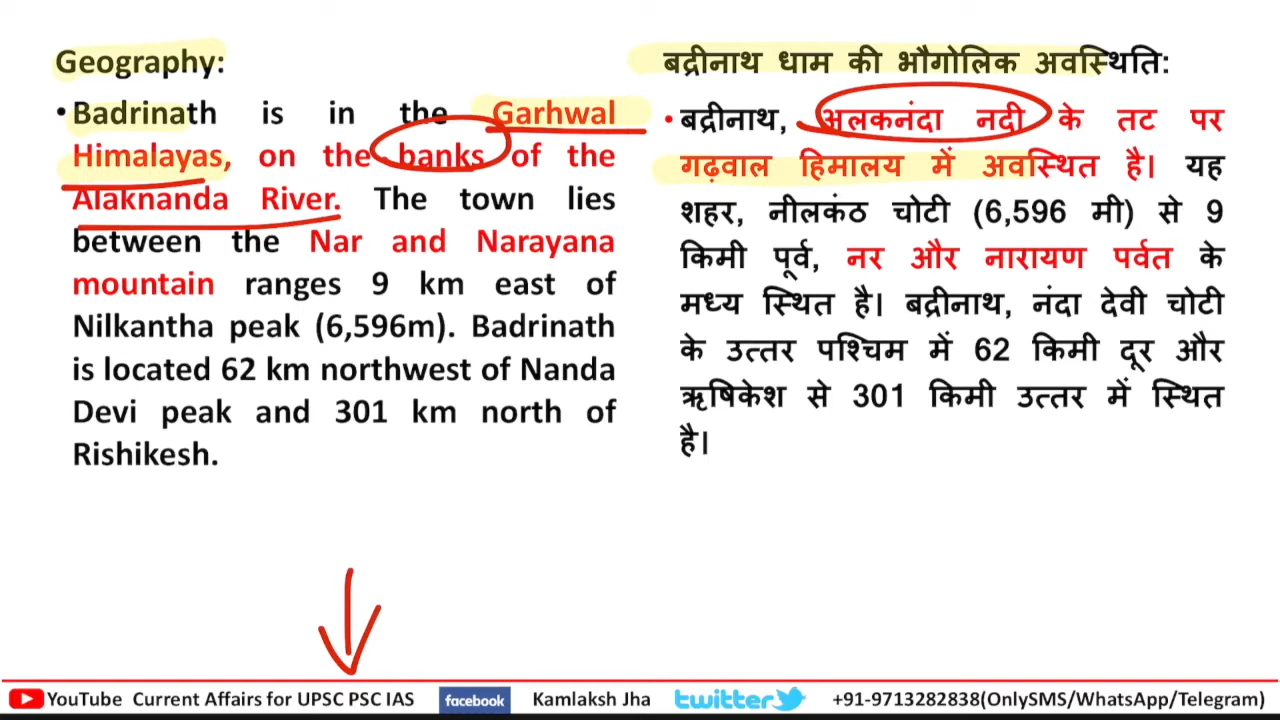 Geography:
• Badrinath is in the Garhwal
Himalayas, on the banks of the
Alaknanda River. The town lies
between the Nar and Narayana
mountain ranges 9 km east of
Nilkantha peak (6,596m). Badrinath
is located 62 km northwest of Nanda
Devi peak and 301 km north of
Rishikesh.
बद्रीनाथ धाम की भौगोलिक अवस्थिति:
• बद्रीनाथ, अलकनंदा नदी के तट पर
गढ़वाल हिमालय में अवस्थित है। यह
शहर, नीलकंठ चोटी (6,596 मी) से 9
किमी पूर्व, नर और नारायण पर्वत के
मध्य स्थित है। बद्रीनाथ, नंदा देवी चोटी
के उत्तर पश्चिम में 62 किमी दूर और
ऋषिकेश से 301 किमी उत्तर में स्थित
है।
YouTube Current Affairs for UPSC PSC IAS facebook Kamlaksh Jha twitter +91-9713282838(OnlySMS/WhatsApp/Telegram)